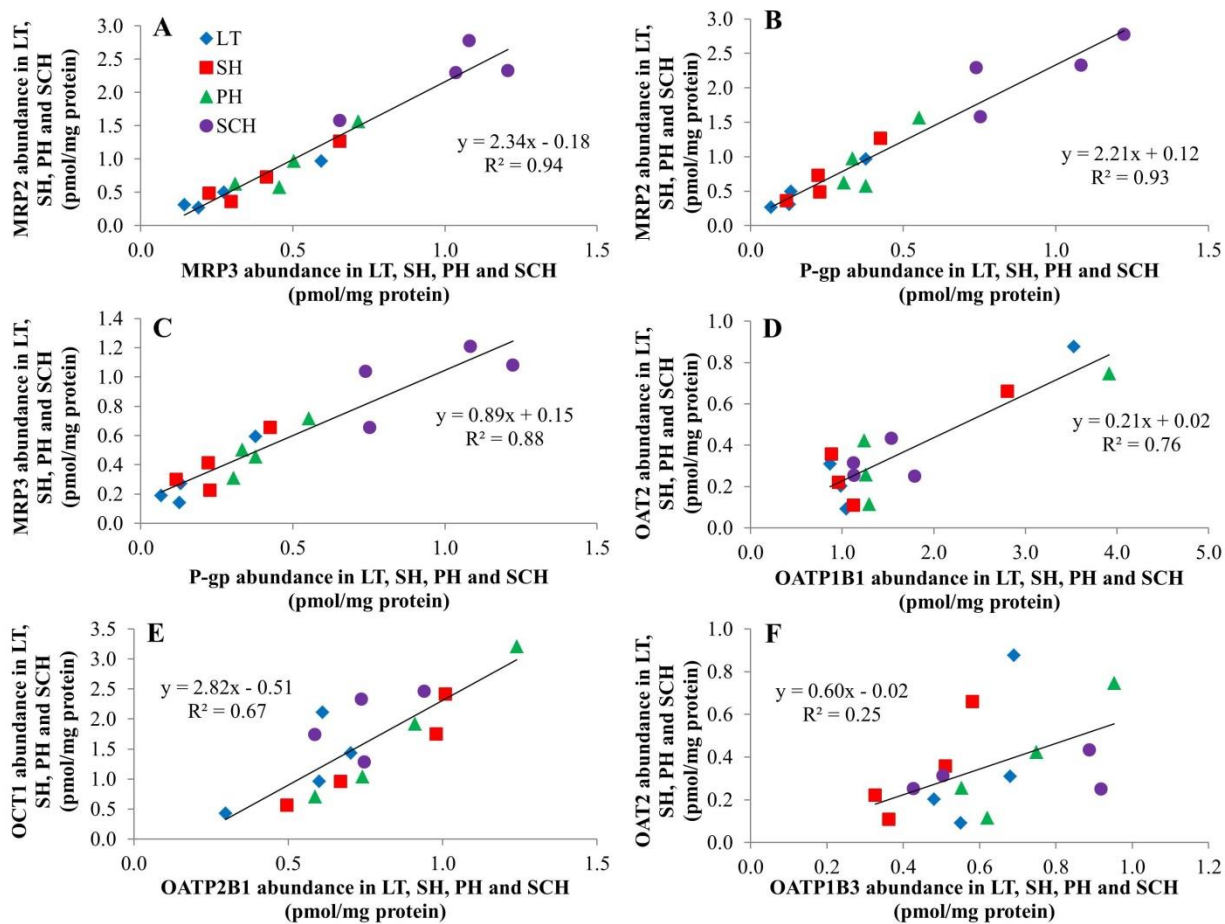 A
MRP2 abundance in LT,
SH, PH and SCH
(pmol/mg protein)
3.0
2.5
2.0
1.5
1.0
0.5
0.0
LT
SH
PH
SCH
y = 2.34x - 0.18
R² = 0.94
0.0 0.5 1.0 1.5
MRP3 abundance in LT, SH, PH and SCH
(pmol/mg protein)
B
MRP2 abundance in LT,
SH, PH and SCH
(pmol/mg protein)
3.0
2.5
2.0
1.5
1.0
0.5
0.0
y = 2.21x + 0.12
R² = 0.93
0.0 0.5 1.0 1.5
P-gp abundance in LT, SH, PH and SCH
(pmol/mg protein)
C
MRP3 abundance in LT,
SH, PH and SCH
(pmol/mg protein)
1.4
1.2
1.0
0.8
0.6
0.4
0.2
0.0
y = 0.89x + 0.15
R² = 0.88
0.0 0.5 1.0 1.5
P-gp abundance in LT, SH, PH and SCH
(pmol/mg protein)
D
OAT2 abundance in LT,
SH, PH and SCH
(pmol/mg protein)
1.0
0.8
0.6
0.4
0.2
0.0
y = 0.21x + 0.02
R² = 0.76
0.0 1.0 2.0 3.0 4.0 5.0
OATP1B1 abundance in LT, SH, PH and SCH
(pmol/mg protein)
E
OCT1 abundance in LT,
SH, PH and SCH
(pmol/mg protein)
3.5
3.0
2.5
2.0
1.5
1.0
0.5
0.0
y = 2.82x - 0.51
R² = 0.67
0.0 0.5 1.0 1.5
OATP2B1 abundance in LT, SH, PH and SCH
(pmol/mg protein)
F
OAT2 abundance in LT,
SH, PH and SCH
(pmol/mg protein)
1.0
0.8
0.6
0.4
0.2
0.0
y = 0.60x - 0.02
R² = 0.25
0.0 0.2 0.4 0.6 0.8 1.0 1.2
OATP1B3 abundance in LT, SH, PH and SCH
(pmol/mg protein)